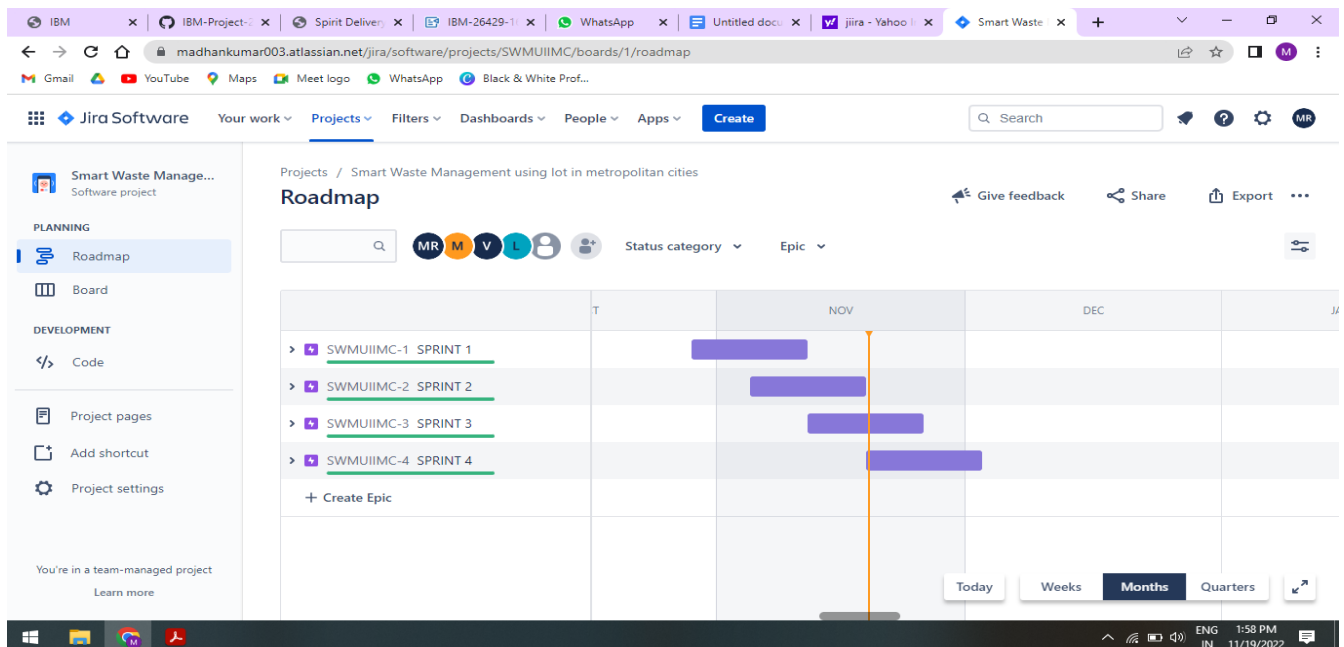 IBM
IBM-Project-2
Spirit Delivery
IBM-26429-1
WhatsApp
Untitled docu
jiira - Yahoo I
Smart Waste
madhankumar003.atlassian.net/jira/software/projects/SWMUIIMC/boards/1/roadmap
M
Gmail YouTube Maps Meet logo WhatsApp Black & White Prof...
Jira Software Your work Projects Filters Dashboards People Apps Create Search MR
Smart Waste Manage...
Software project
PLANNING
Roadmap
Board
DEVELOPMENT
Code
Project pages
Add shortcut
Project settings
You're in a team-managed project
Learn more
Projects / Smart Waste Management using Iot in metropolitan cities
Roadmap
Give feedback Share Export
MR M V L Status category Epic
T NOV DEC JA
SWMUIIMC-1 SPRINT 1
SWMUIIMC-2 SPRINT 2
SWMUIIMC-3 SPRINT 3
SWMUIIMC-4 SPRINT 4
+ Create Epic
Today Weeks Months Quarters
ENG 1:58 PM
IN 11/19/2022